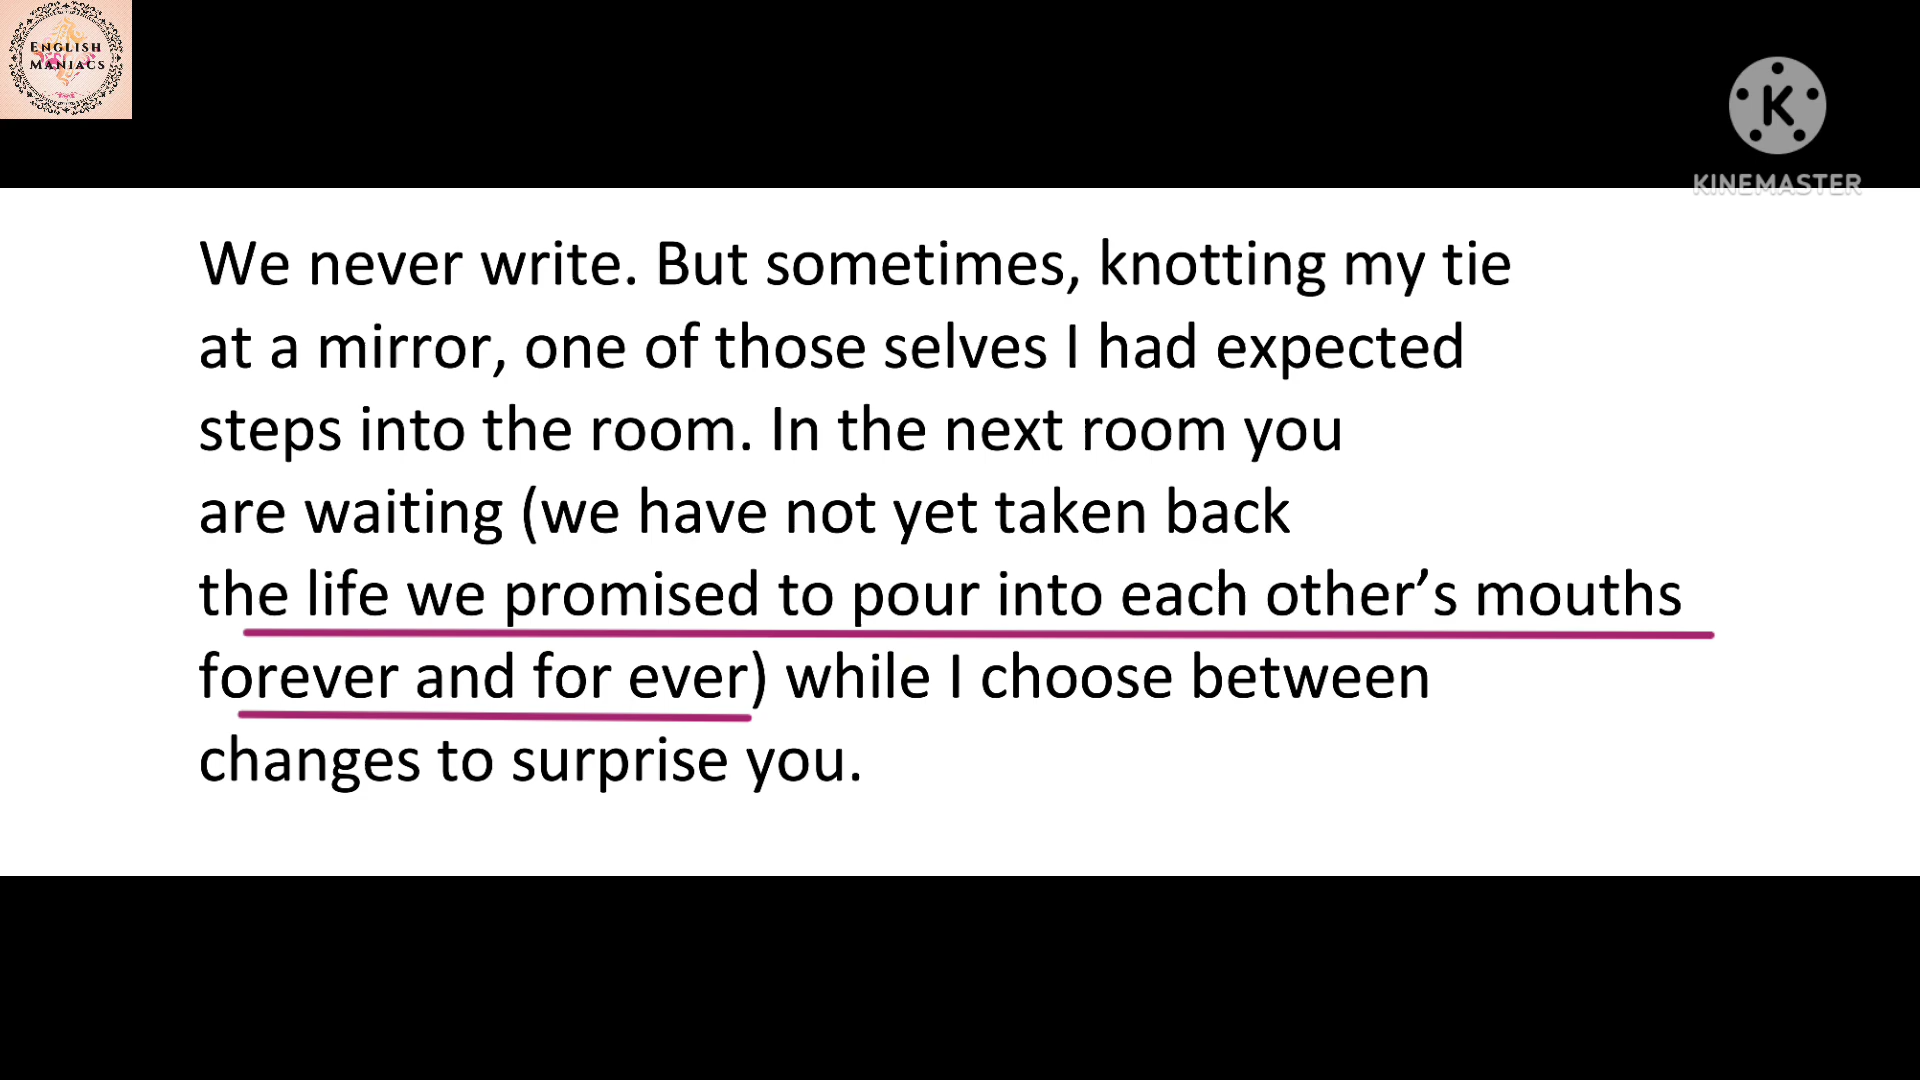 ENGLISH
MANIACS
KINEMASTER
We never write. But sometimes, knotting my tie
at a mirror, one of those selves I had expected
steps into the room. In the next room you
are waiting (we have not yet taken back
the life we promised to pour into each other’s mouths
forever and for ever) while I choose between
changes to surprise you.